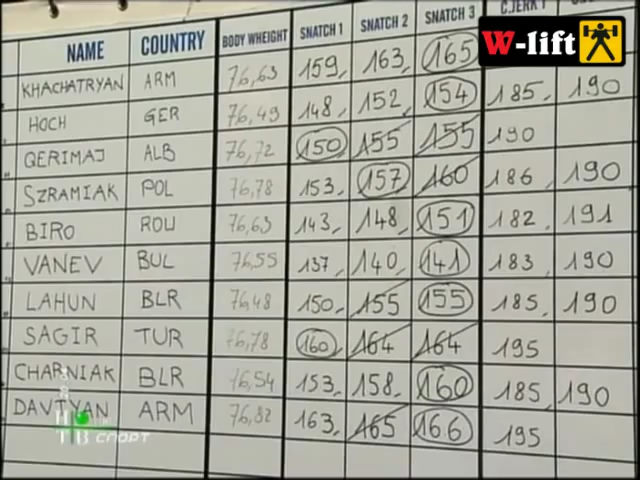 NAME COUNTRY BODY WHEIGHT SNATCH 1 SNATCH 2 SNATCH 3 C.JERK 1
W-lift
KHACHATRYAN ARM 76,63 159, 163, 165 185, 190
HOCH GER 76,49 148, 152, 154
QERIMAJ ALB 76,72 150 155 155 190
SZRAMIAK POL 76,78 153, 157 160 186, 190
BIRO ROU 76,63 143, 148, 151 182, 191
VANEV BUL 76,55 137, 140, 141 183, 190
LAHUN BLR 76,48 150, 155 155 185, 190
SAGIR TUR 76,78 160 164 164 195
CHARNIAK BLR 76,54 153, 158, 160 185, 190
DAVTYAN ARM 76,82 163, 165 166 195
НТВ СПОРТ